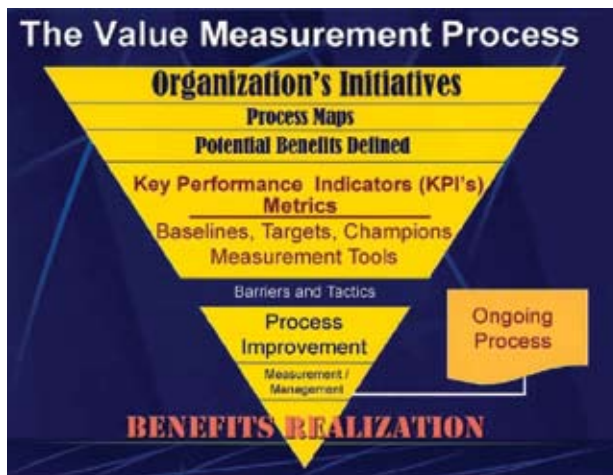 The Value Measurement Process
Organization's Initiatives
Process Maps
Potential Benefits Defined
Key Performance Indicators (KPI's)
Metrics
Baselines, Targets, Champions
Measurement Tools
Barriers and Tactics
Process
Improvement
Measurement /
Management
Ongoing
Process
BENEFITS REALIZATION